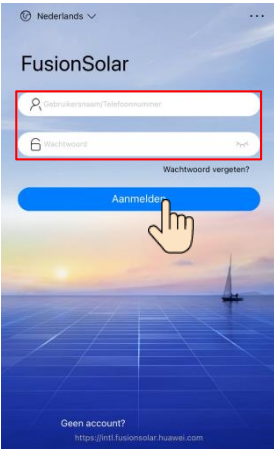 Nederlands
FusionSolar
Gebruikersnaam/Telefoonnummer
Wachtwoord
Wachtwoord vergeten?
Aanmelden
Geen account?
https://intl.fusionsolar.huawei.com